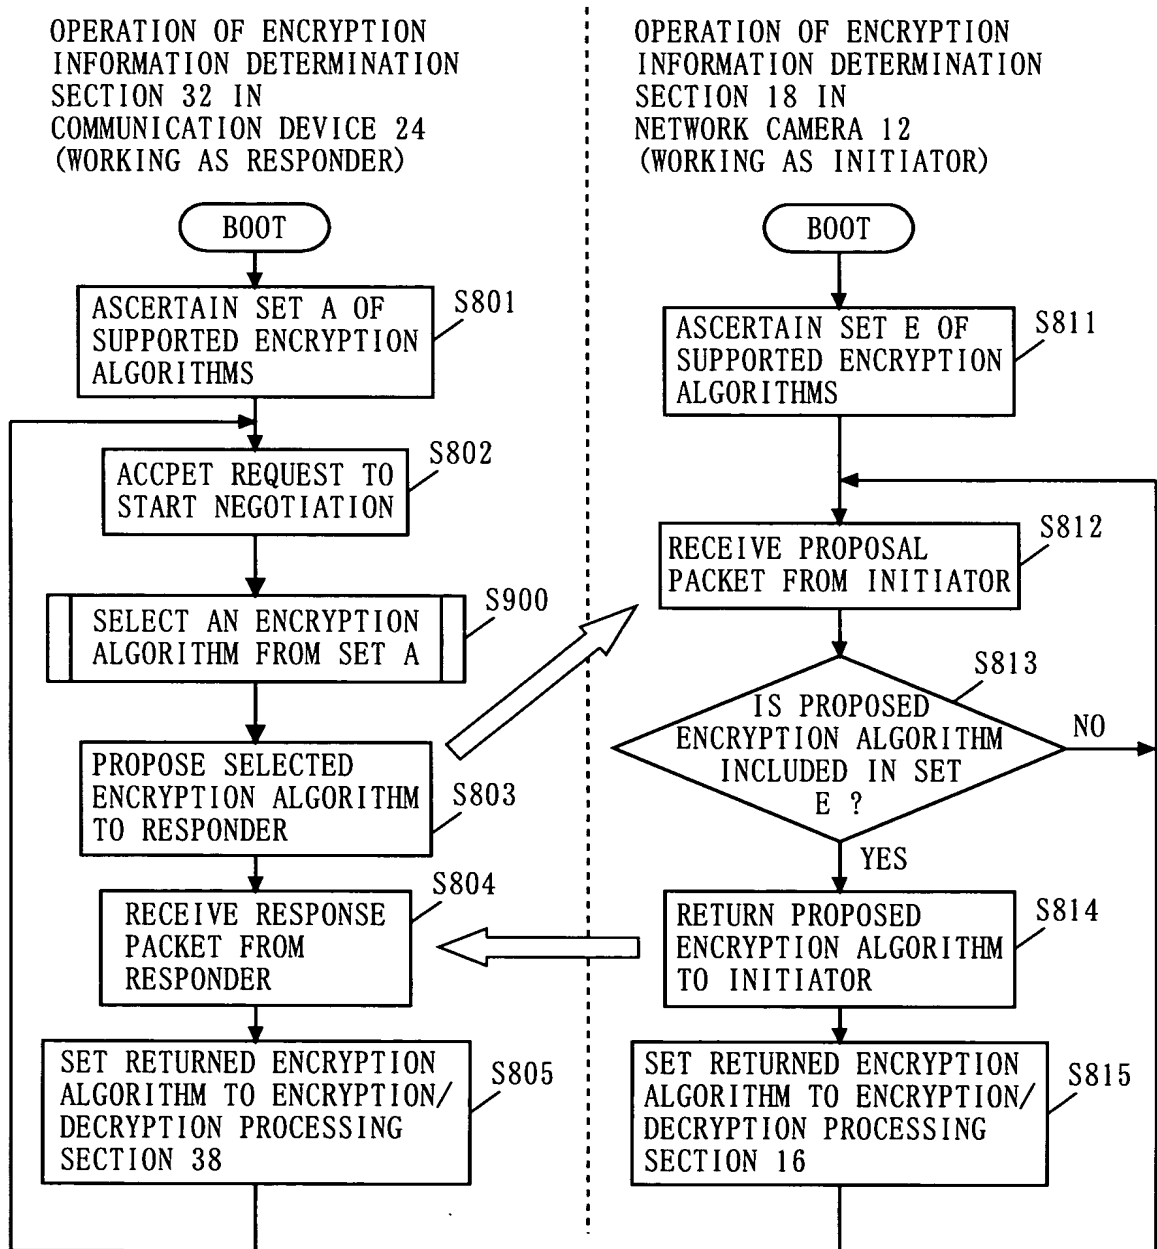 OPERATION OF ENCRYPTION
INFORMATION DETERMINATION
SECTION 32 IN
COMMUNICATION DEVICE 24
(WORKING AS RESPONDER)
BOOT
ASCERTAIN SET A OF
SUPPORTED ENCRYPTION
ALGORITHMS
S801
ACCPET REQUEST TO
START NEGOTIATION
S802
SELECT AN ENCRYPTION
ALGORITHM FROM SET A
S900
PROPOSE SELECTED
ENCRYPTION ALGORITHM
TO RESPONDER
S803
RECEIVE RESPONSE
PACKET FROM
RESPONDER
S804
SET RETURNED ENCRYPTION
ALGORITHM TO ENCRYPTION/
DECRYPTION PROCESSING
SECTION 38
S805
OPERATION OF ENCRYPTION
INFORMATION DETERMINATION
SECTION 18 IN
NETWORK CAMERA 12
(WORKING AS INITIATOR)
BOOT
ASCERTAIN SET E OF
SUPPORTED ENCRYPTION
ALGORITHMS
S811
RECEIVE PROPOSAL
PACKET FROM INITIATOR
S812
IS PROPOSED
ENCRYPTION ALGORITHM
INCLUDED IN SET
E ?
S813
NO
YES
RETURN PROPOSED
ENCRYPTION ALGORITHM
TO INITIATOR
S814
SET RETURNED ENCRYPTION
ALGORITHM TO ENCRYPTION/
DECRYPTION PROCESSING
SECTION 16
S815